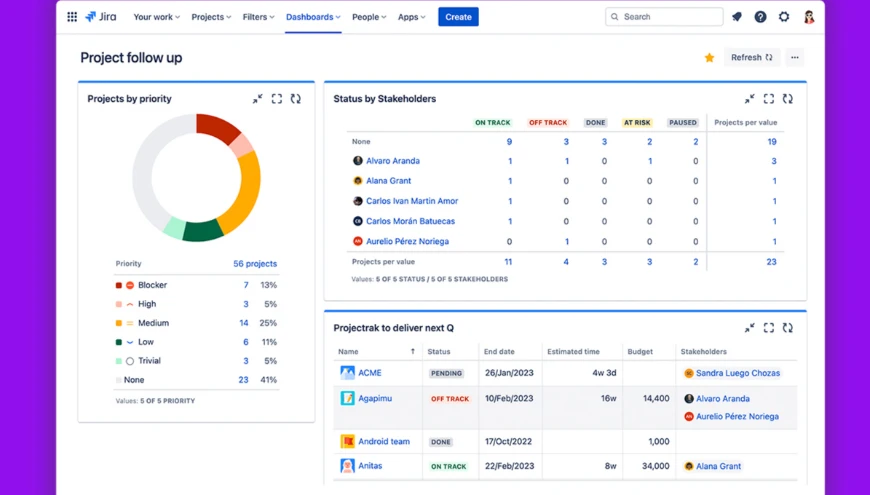 Jira Your work Projects Filters Dashboards People Apps Create Search
Project follow up Refresh
Projects by priority
Priority 56 projects
Blocker 7 13%
High 3 5%
Medium 14 25%
Low 6 11%
Trivial 3 5%
None 23 41%
Values: 5 OF 5 PRIORITY
Status by Stakeholders
ON TRACK OFF TRACK DONE AT RISK PAUSED Projects per value
None 9 3 3 2 2 19
Alvaro Aranda 1 1 0 1 0 3
Alana Grant 1 0 0 0 0 1
Carlos Ivan Martin Amor 1 0 0 0 0 1
CB Carlos Morán Batuecas 1 0 0 0 0 1
AN Aurelio Pérez Noriega 0 1 0 0 0 1
Projects per value 11 4 3 3 2 23
Values: 5 OF 5 STATUS / 5 OF 5 STAKEHOLDERS
Projectrak to deliver next Q
Name Status End date Estimated time Budget Stakeholders
ACME PENDING 26/Jan/2023 4w 3d Sandra Luego Chozas
Agapimu OFF TRACK 10/Feb/2023 16w 14,400 Alvaro Aranda
AN Aurelio Pérez Noriega
Android team DONE 17/Oct/2022 1,000
Anitas ON TRACK 22/Feb/2023 8w 34,000 Alana Grant